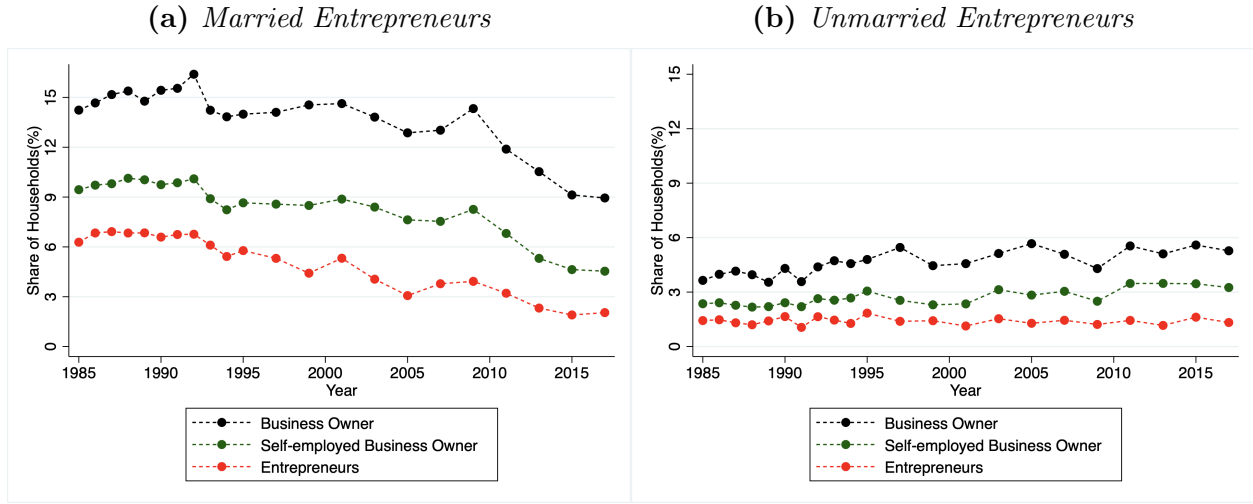 (a) Married Entrepreneurs
Share of Households(%)
15
12
9
6
3
0
1985 1990 1995 2000 2005 2010 2015
Year
Business Owner
Self-employed Business Owner
Entrepreneurs
(b) Unmarried Entrepreneurs
Share of Households(%)
15
12
9
6
3
0
1985 1990 1995 2000 2005 2010 2015
Year
Business Owner
Self-employed Business Owner
Entrepreneurs